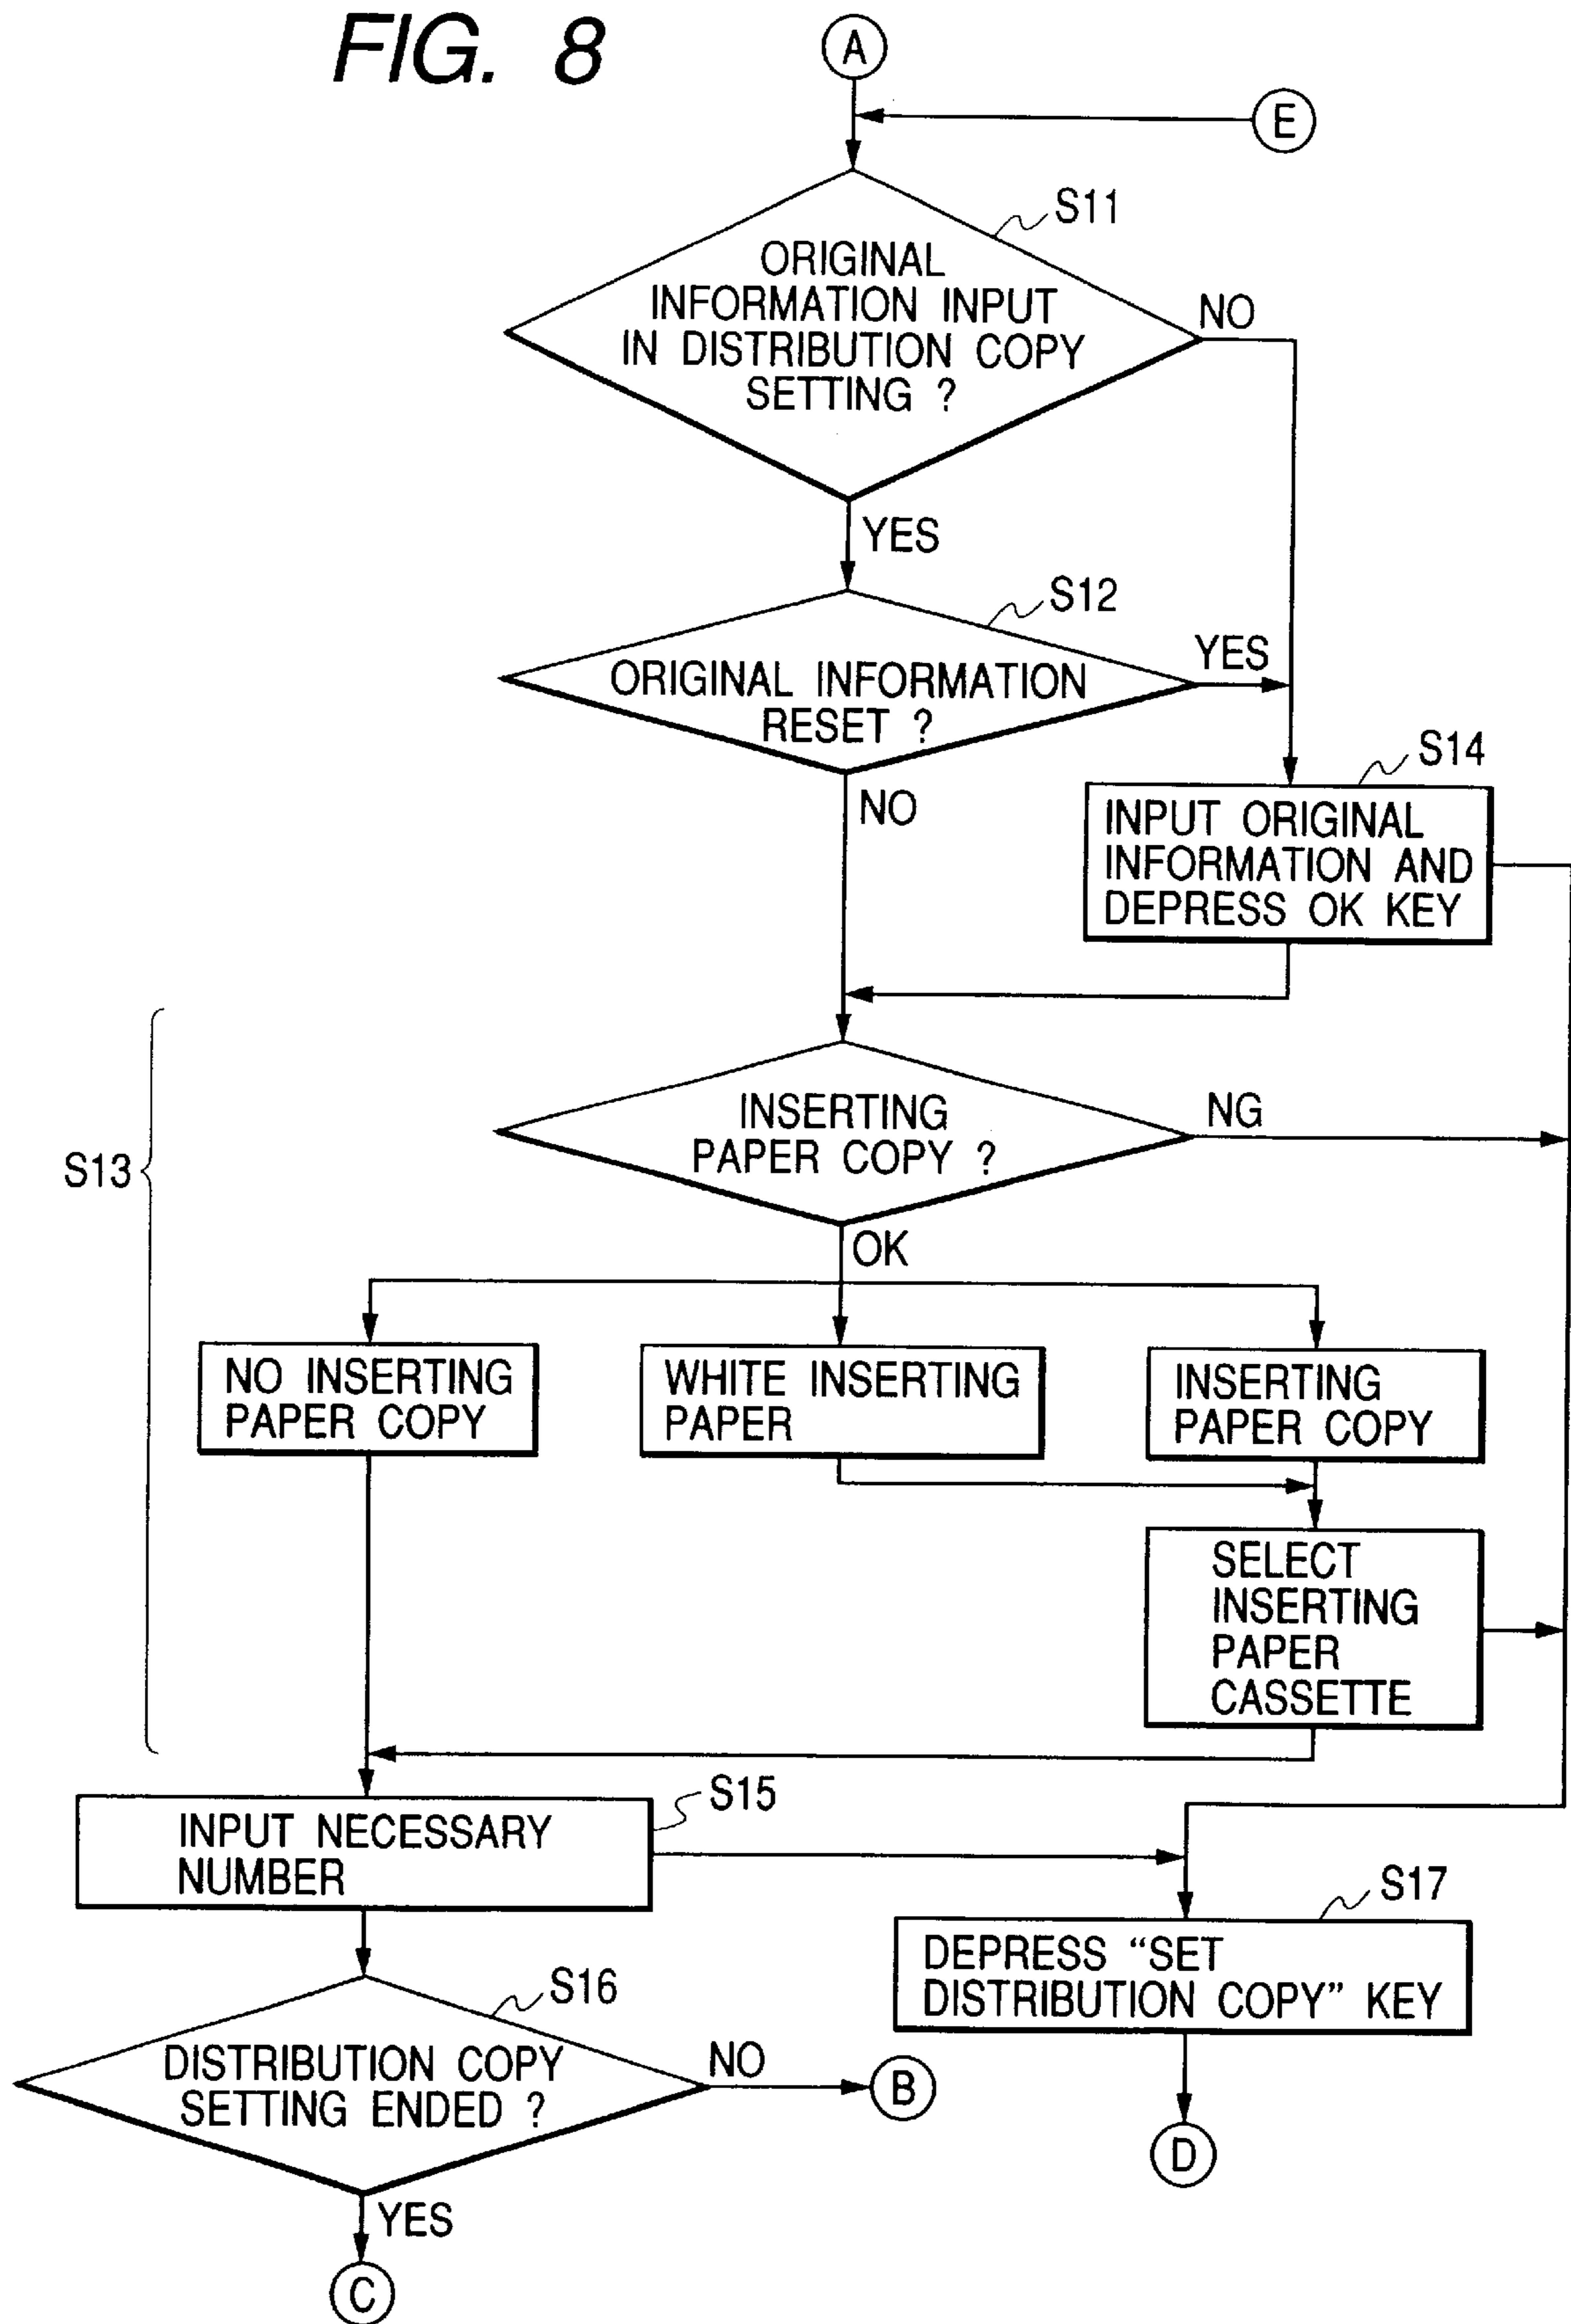 FIG. 8
A
E
S11
ORIGINAL
INFORMATION INPUT
IN DISTRIBUTION COPY
SETTING ?
NO
YES
S12
ORIGINAL INFORMATION
RESET ?
YES
NO
S14
INPUT ORIGINAL
INFORMATION AND
DEPRESS OK KEY
S13
INSERTING
PAPER COPY ?
NG
OK
NO INSERTING
PAPER COPY
WHITE INSERTING
PAPER
INSERTING
PAPER COPY
SELECT
INSERTING
PAPER
CASSETTE
S15
INPUT NECESSARY
NUMBER
S17
DEPRESS “SET
DISTRIBUTION COPY” KEY
S16
DISTRIBUTION COPY
SETTING ENDED ?
NO
B
D
YES
C